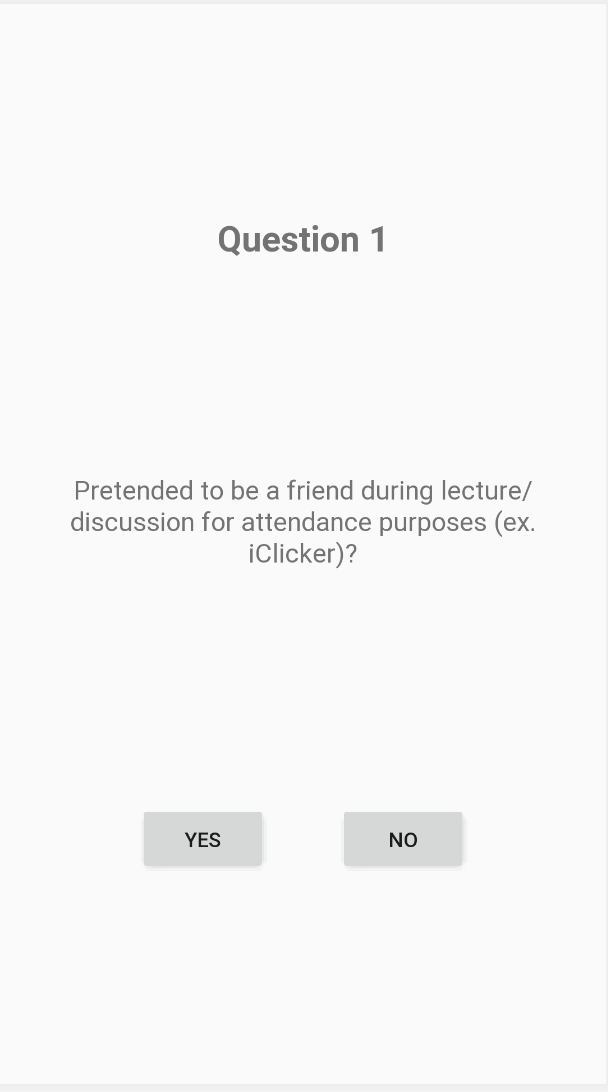 Question 1
Pretended to be a friend during lecture/
discussion for attendance purposes (ex.
iClicker)?
YES
NO